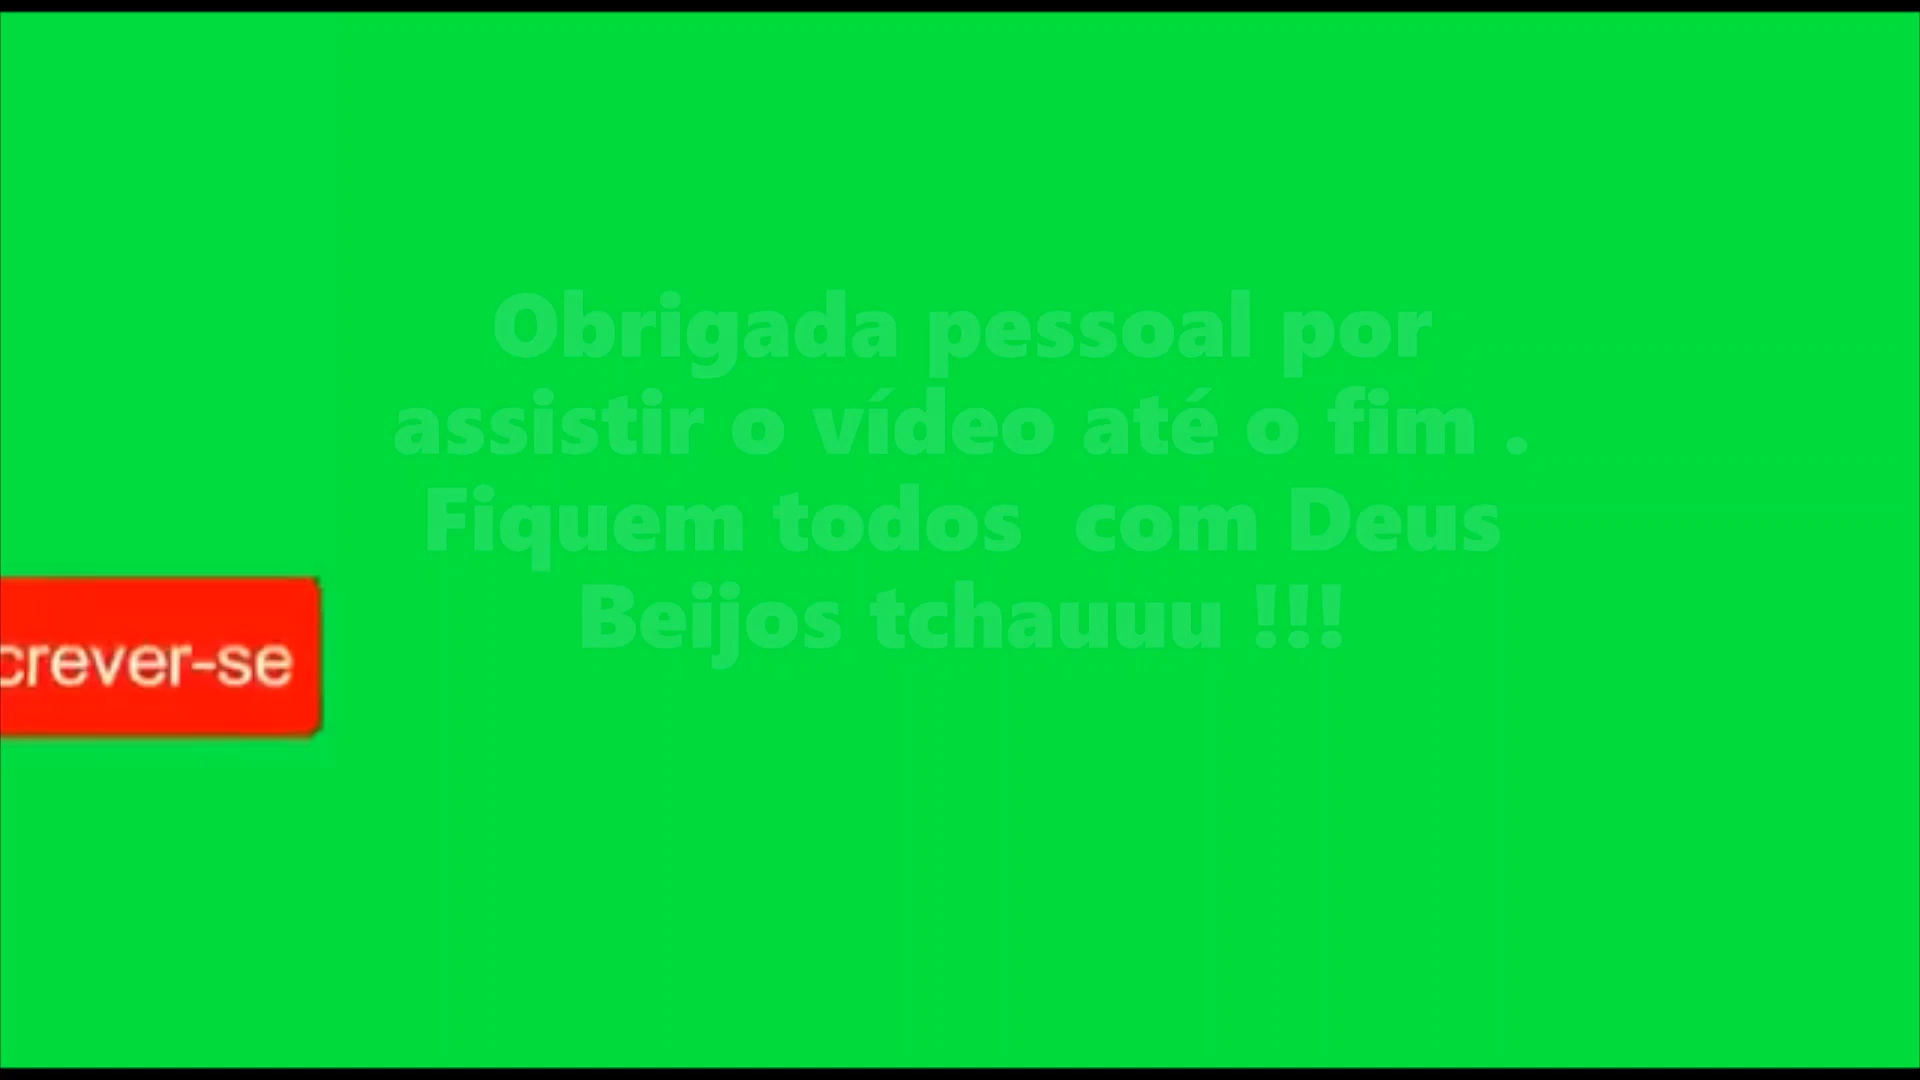 Obrigada pessoal por
assistir o vídeo até o fim .
Fiquem todos com Deus
Beijos tchauuu !!!
crever-se